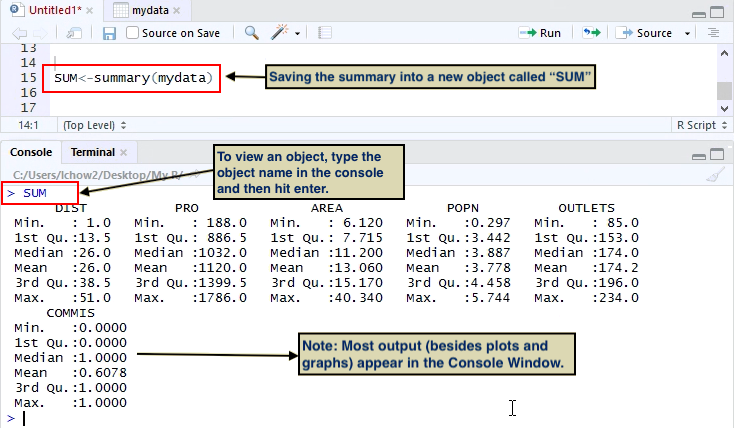 Untitled1* × mydata ×
Source on Save Run Source
13
14
15 SUM<-summary(mydata) Saving the summary into a new object called “SUM”
16
17
14:1 (Top Level) R Script
Console Terminal ×
To view an object, type the
object name in the console
and then hit enter.
C:/Users/lchow2/Desktop/My R/
> SUM
DIST PRO AREA POPN OUTLETS
Min. : 1.0 Min. : 188.0 Min. : 6.120 Min. :0.297 Min. : 85.0
1st Qu.:13.5 1st Qu.: 886.5 1st Qu.: 7.715 1st Qu.:3.442 1st Qu.:153.0
Median :26.0 Median :1032.0 Median :11.200 Median :3.887 Median :174.0
Mean :26.0 Mean :1120.0 Mean :13.060 Mean :3.778 Mean :174.2
3rd Qu.:38.5 3rd Qu.:1399.5 3rd Qu.:15.170 3rd Qu.:4.458 3rd Qu.:196.0
Max. :51.0 Max. :1786.0 Max. :40.340 Max. :5.744 Max. :234.0
COMMIS
Min. :0.0000
1st Qu.:0.0000
Median :1.0000
Mean :0.6078
3rd Qu.:1.0000
Max. :1.0000
Note: Most output (besides plots and
graphs) appear in the Console Window.
>